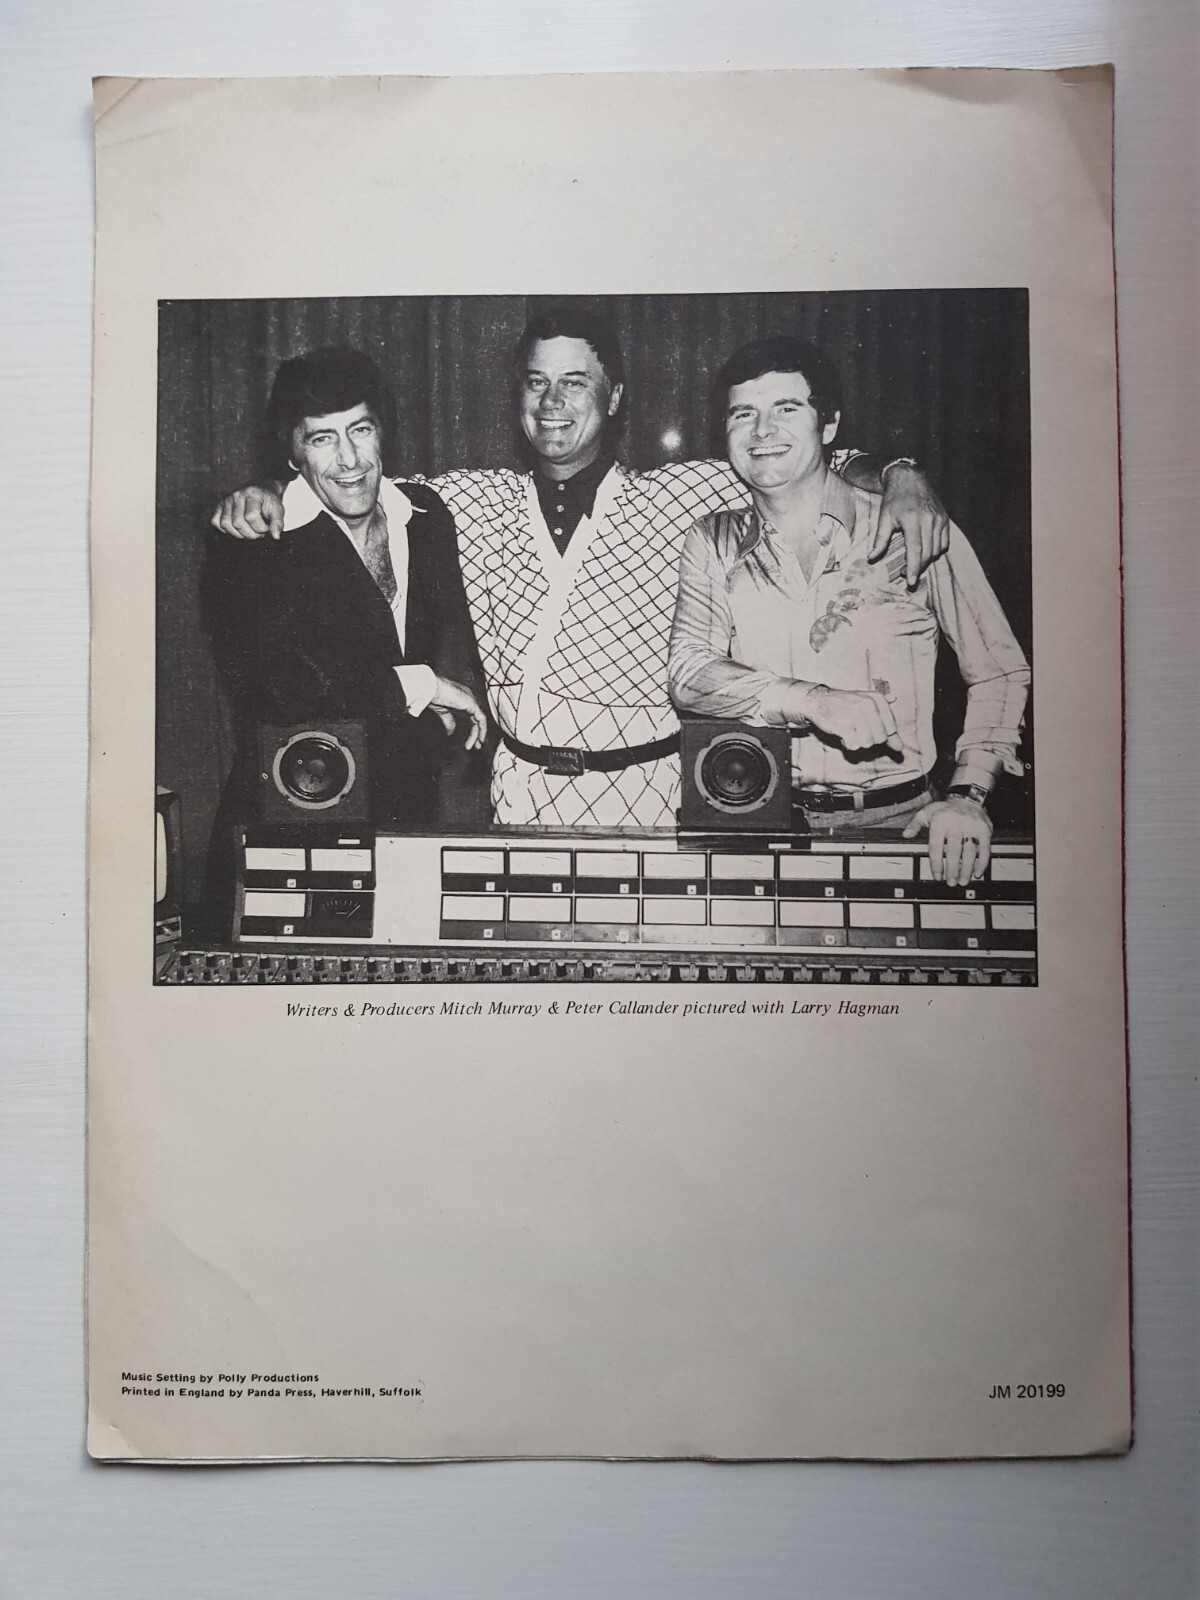 Writers & Producers Mitch Murray & Peter Callander pictured with Larry Hagman
Music Setting by Polly Productions
Printed in England by Panda Press, Haverhill, Suffolk
JM 20199